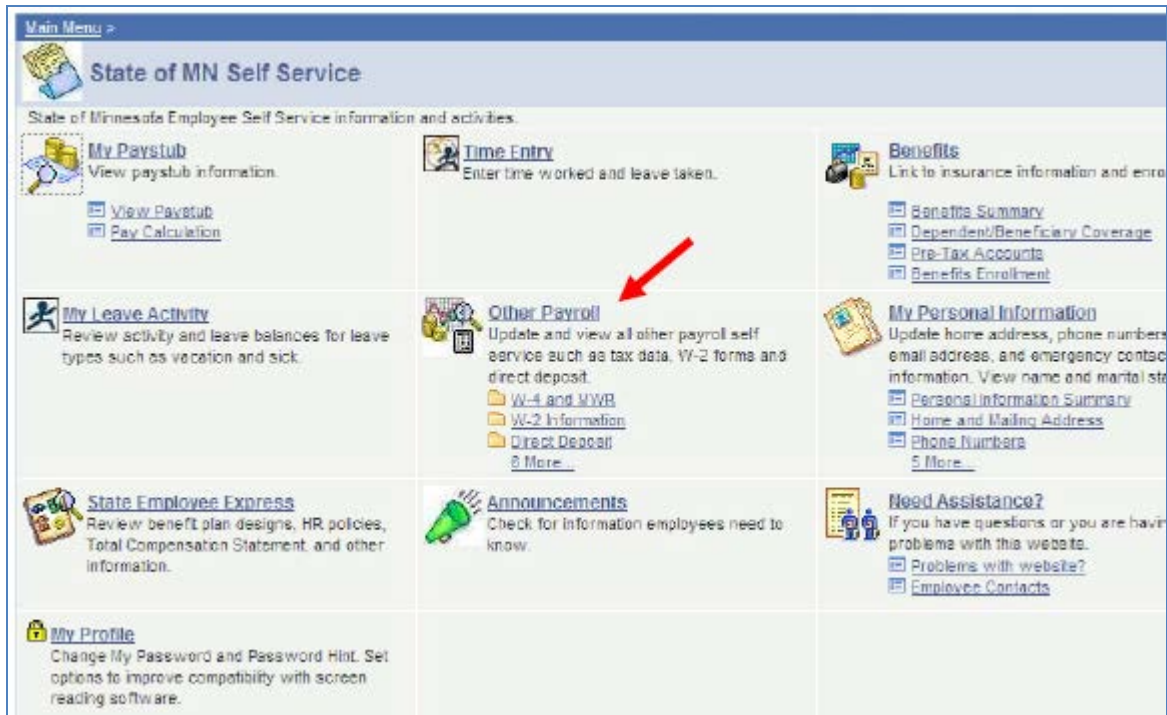 Main Menu >
State of MN Self Service
State of Minnesota Employee Self Service information and activities.
My Paystub
View paystub information.
View Paystub
Pay Calculation
Time Entry
Enter time worked and leave taken.
Benefits
Link to insurance information and enro
Benefits Summary
Dependent/Beneficiary Coverage
Pre-Tax Accounts
Benefits Enrollment
My Leave Activity
Review activity and leave balances for leave
types such as vacation and sick.
Other Payroll
Update and view all other payroll self
service such as tax data, W-2 forms and
direct deposit.
W-4 and MWR
W-2 Information
Direct Deposit
6 More...
My Personal Information
Update home address, phone numbers
email address, and emergency contac
information. View name and marital sta
Personal Information Summary
Home and Mailing Address
Phone Numbers
5 More...
State Employee Express
Review benefit plan designs, HR policies,
Total Compensation Statement, and other
information.
Announcements
Check for information employees need to
know.
Need Assistance?
If you have questions or you are havin
problems with this website.
Problems with website?
Employee Contacts
My Profile
Change My Password and Password Hint. Set
options to improve compatibility with screen
reading software.